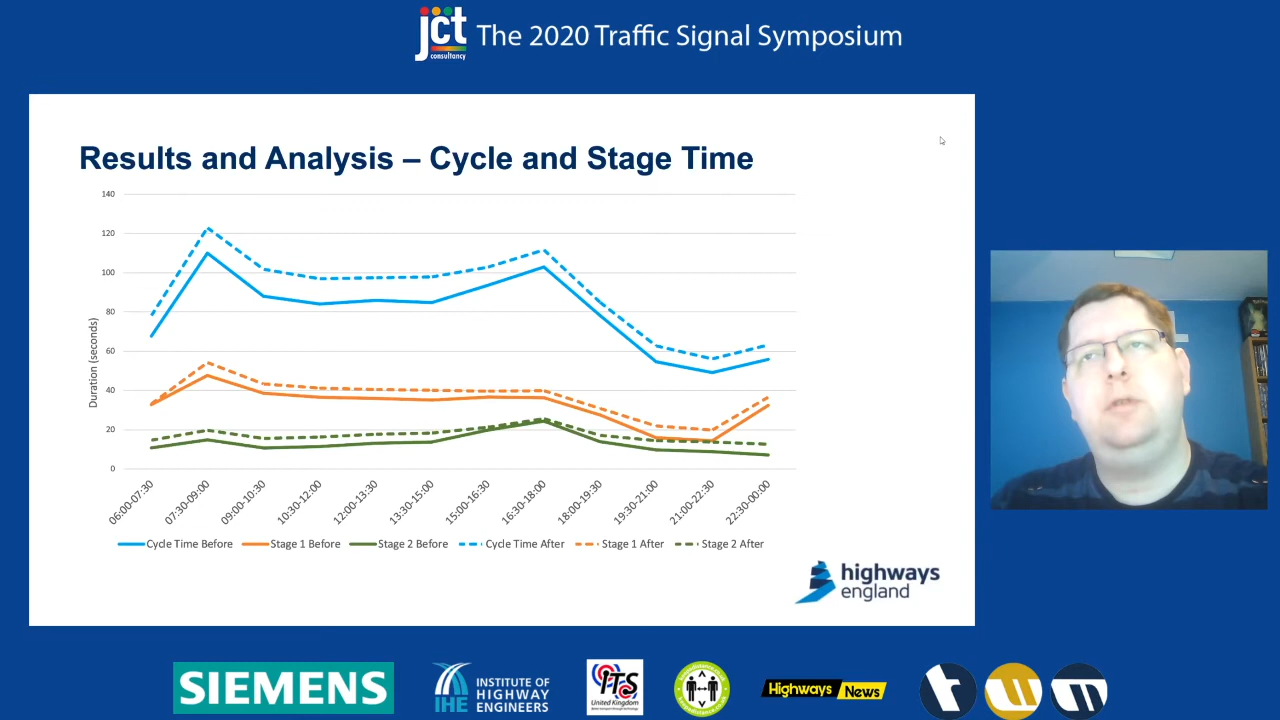 jct consultancy The 2020 Traffic Signal Symposium
Results and Analysis – Cycle and Stage Time
140
120
100
80
60
40
20
0
Duration (seconds)
06:00-07:30
07:30-09:00
09:00-10:30
10:30-12:00
12:00-13:30
13:30-15:00
15:00-16:30
16:30-18:00
18:00-19:30
19:30-21:00
21:00-22:30
22:30-00:00
Cycle Time Before Stage 1 Before Stage 2 Before Cycle Time After Stage 1 After Stage 2 After
highways
england
SIEMENS
IHE
INSTITUTE OF
HIGHWAY
ENGINEERS
ITS
United Kingdom
Highways News